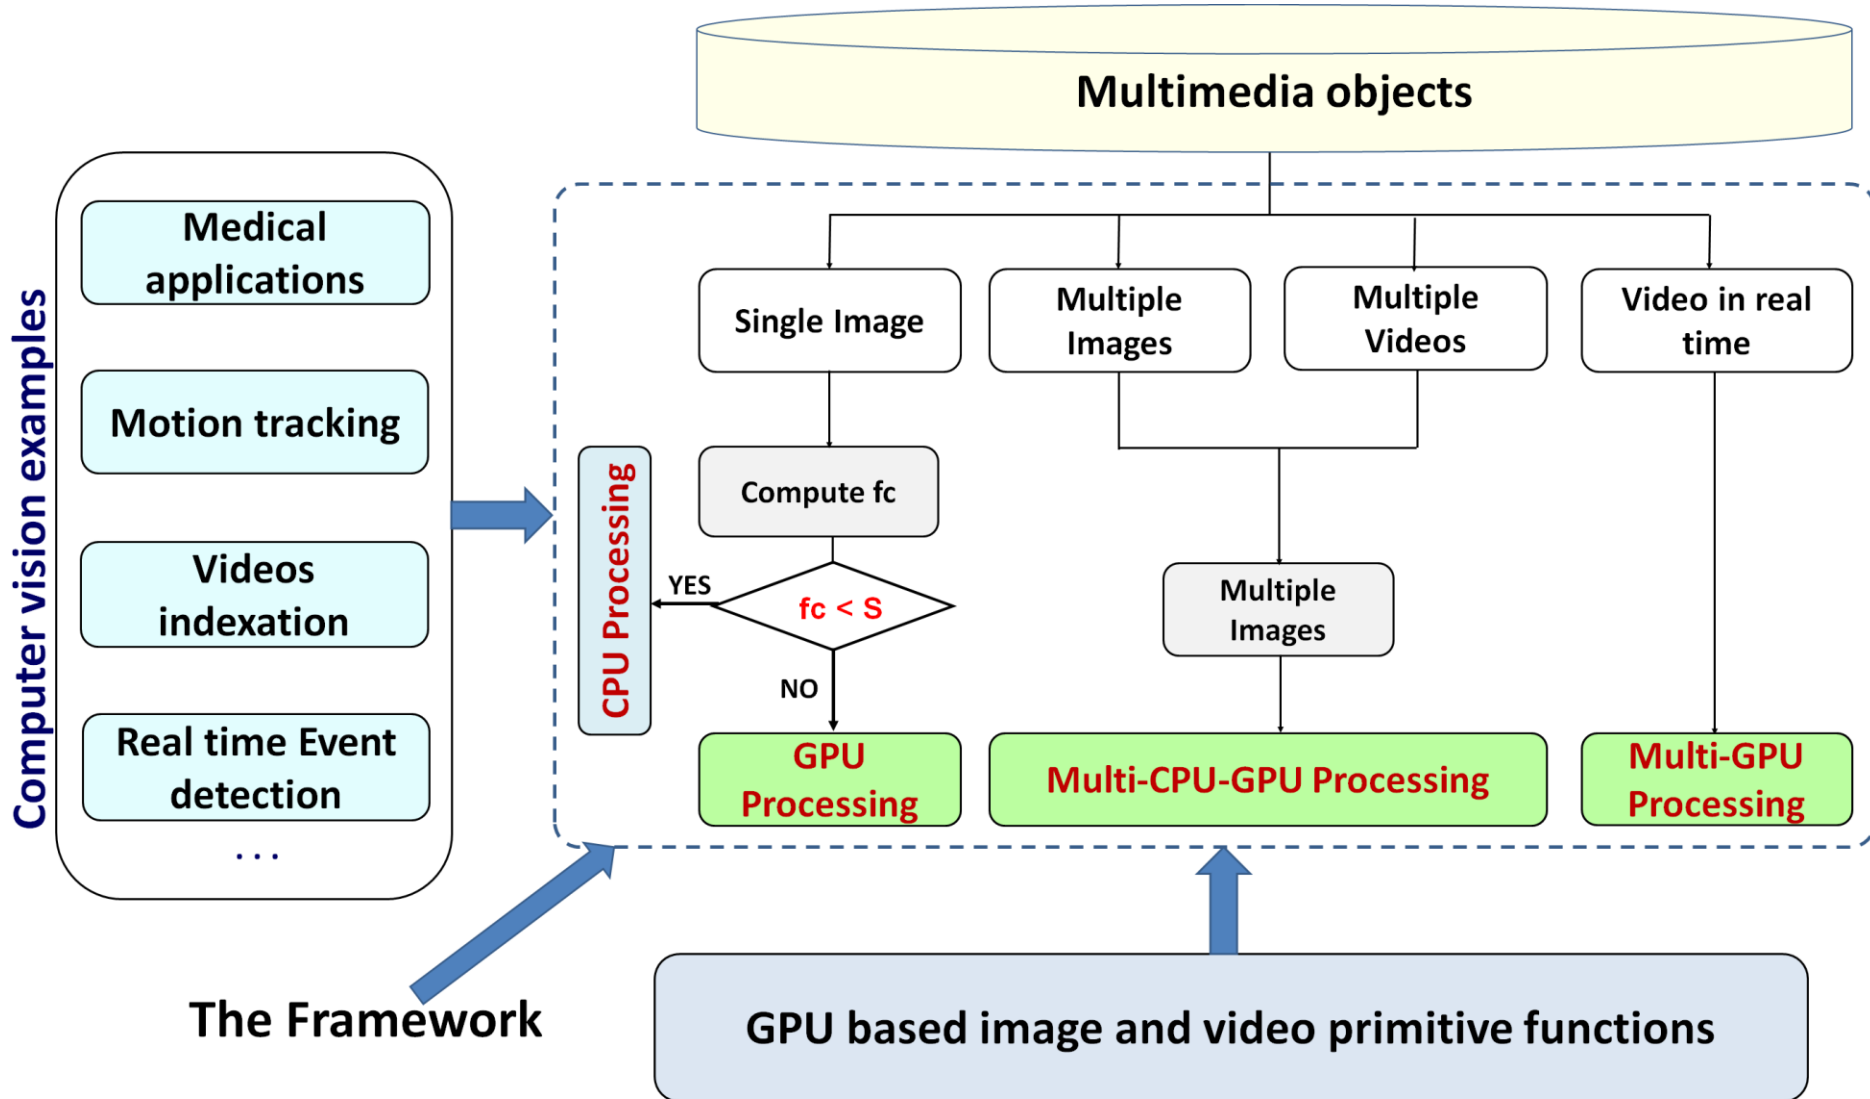 Multimedia objects
Computer vision examples
Medical
applications
Motion tracking
Videos
indexation
Real time Event
detection
. . .
Single Image
Multiple
Images
Multiple
Videos
Video in real
time
Compute fc
CPU Processing
YES
fc < S
NO
Multiple
Images
GPU
Processing
Multi-CPU-GPU Processing
Multi-GPU
Processing
The Framework
GPU based image and video primitive functions